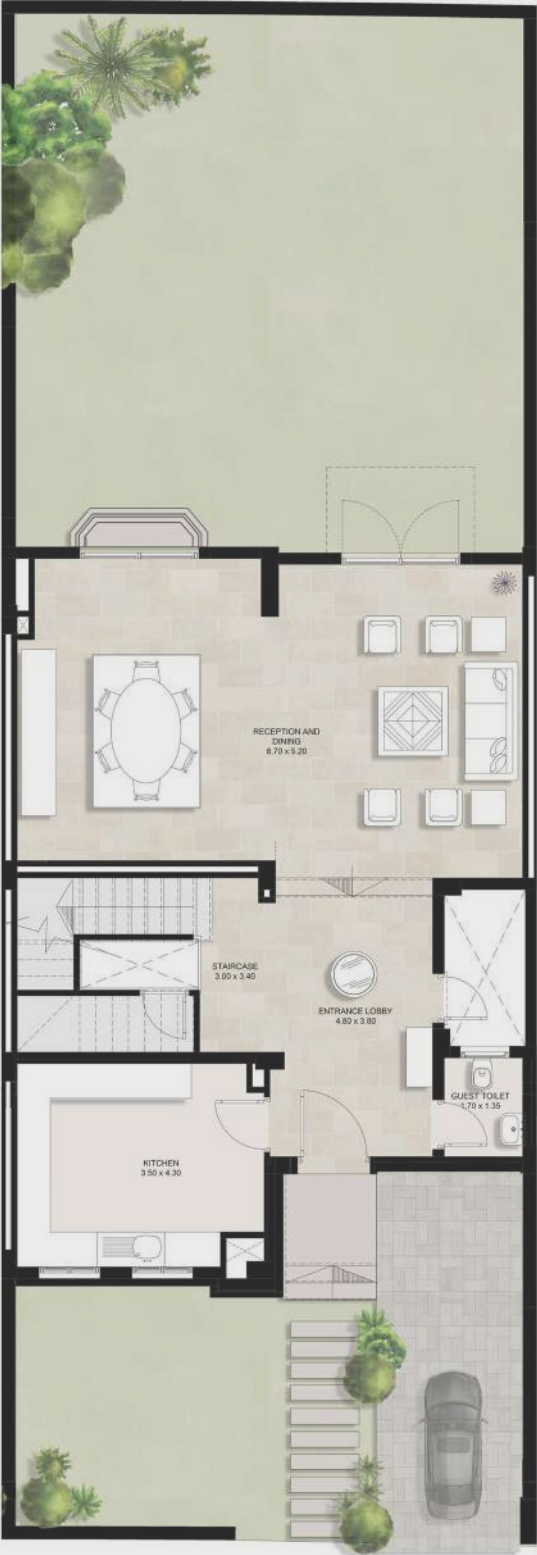 RECEPTION AND
DINING
8.70 x 5.20
STAIRCASE
3.00 x 3.40
ENTRANCE LOBBY
4.80 x 3.80
GUEST TOILET
1.70 x 1.35
KITCHEN
3.50 x 4.30